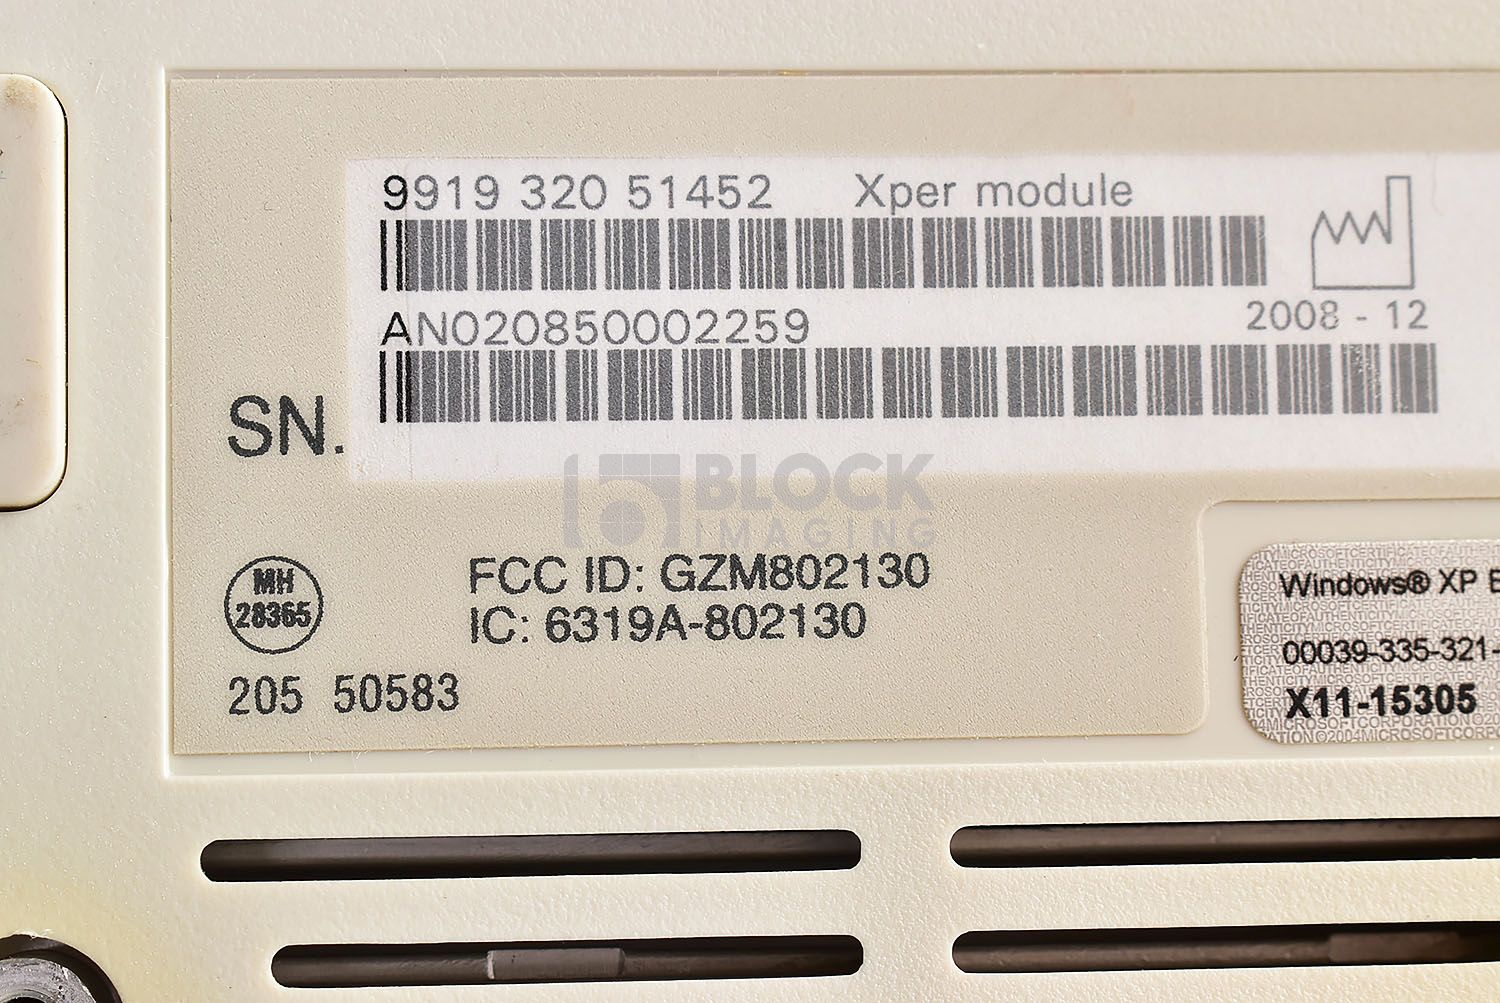 9919 320 51452 Xper module
AN020850002259
2008 - 12
SN.
BLOCK
IMAGING
FCC ID: GZM802130
IC: 6319A-802130
MH
28365
205 50583
Windows® XP E
00039-335-321-
X11-15305